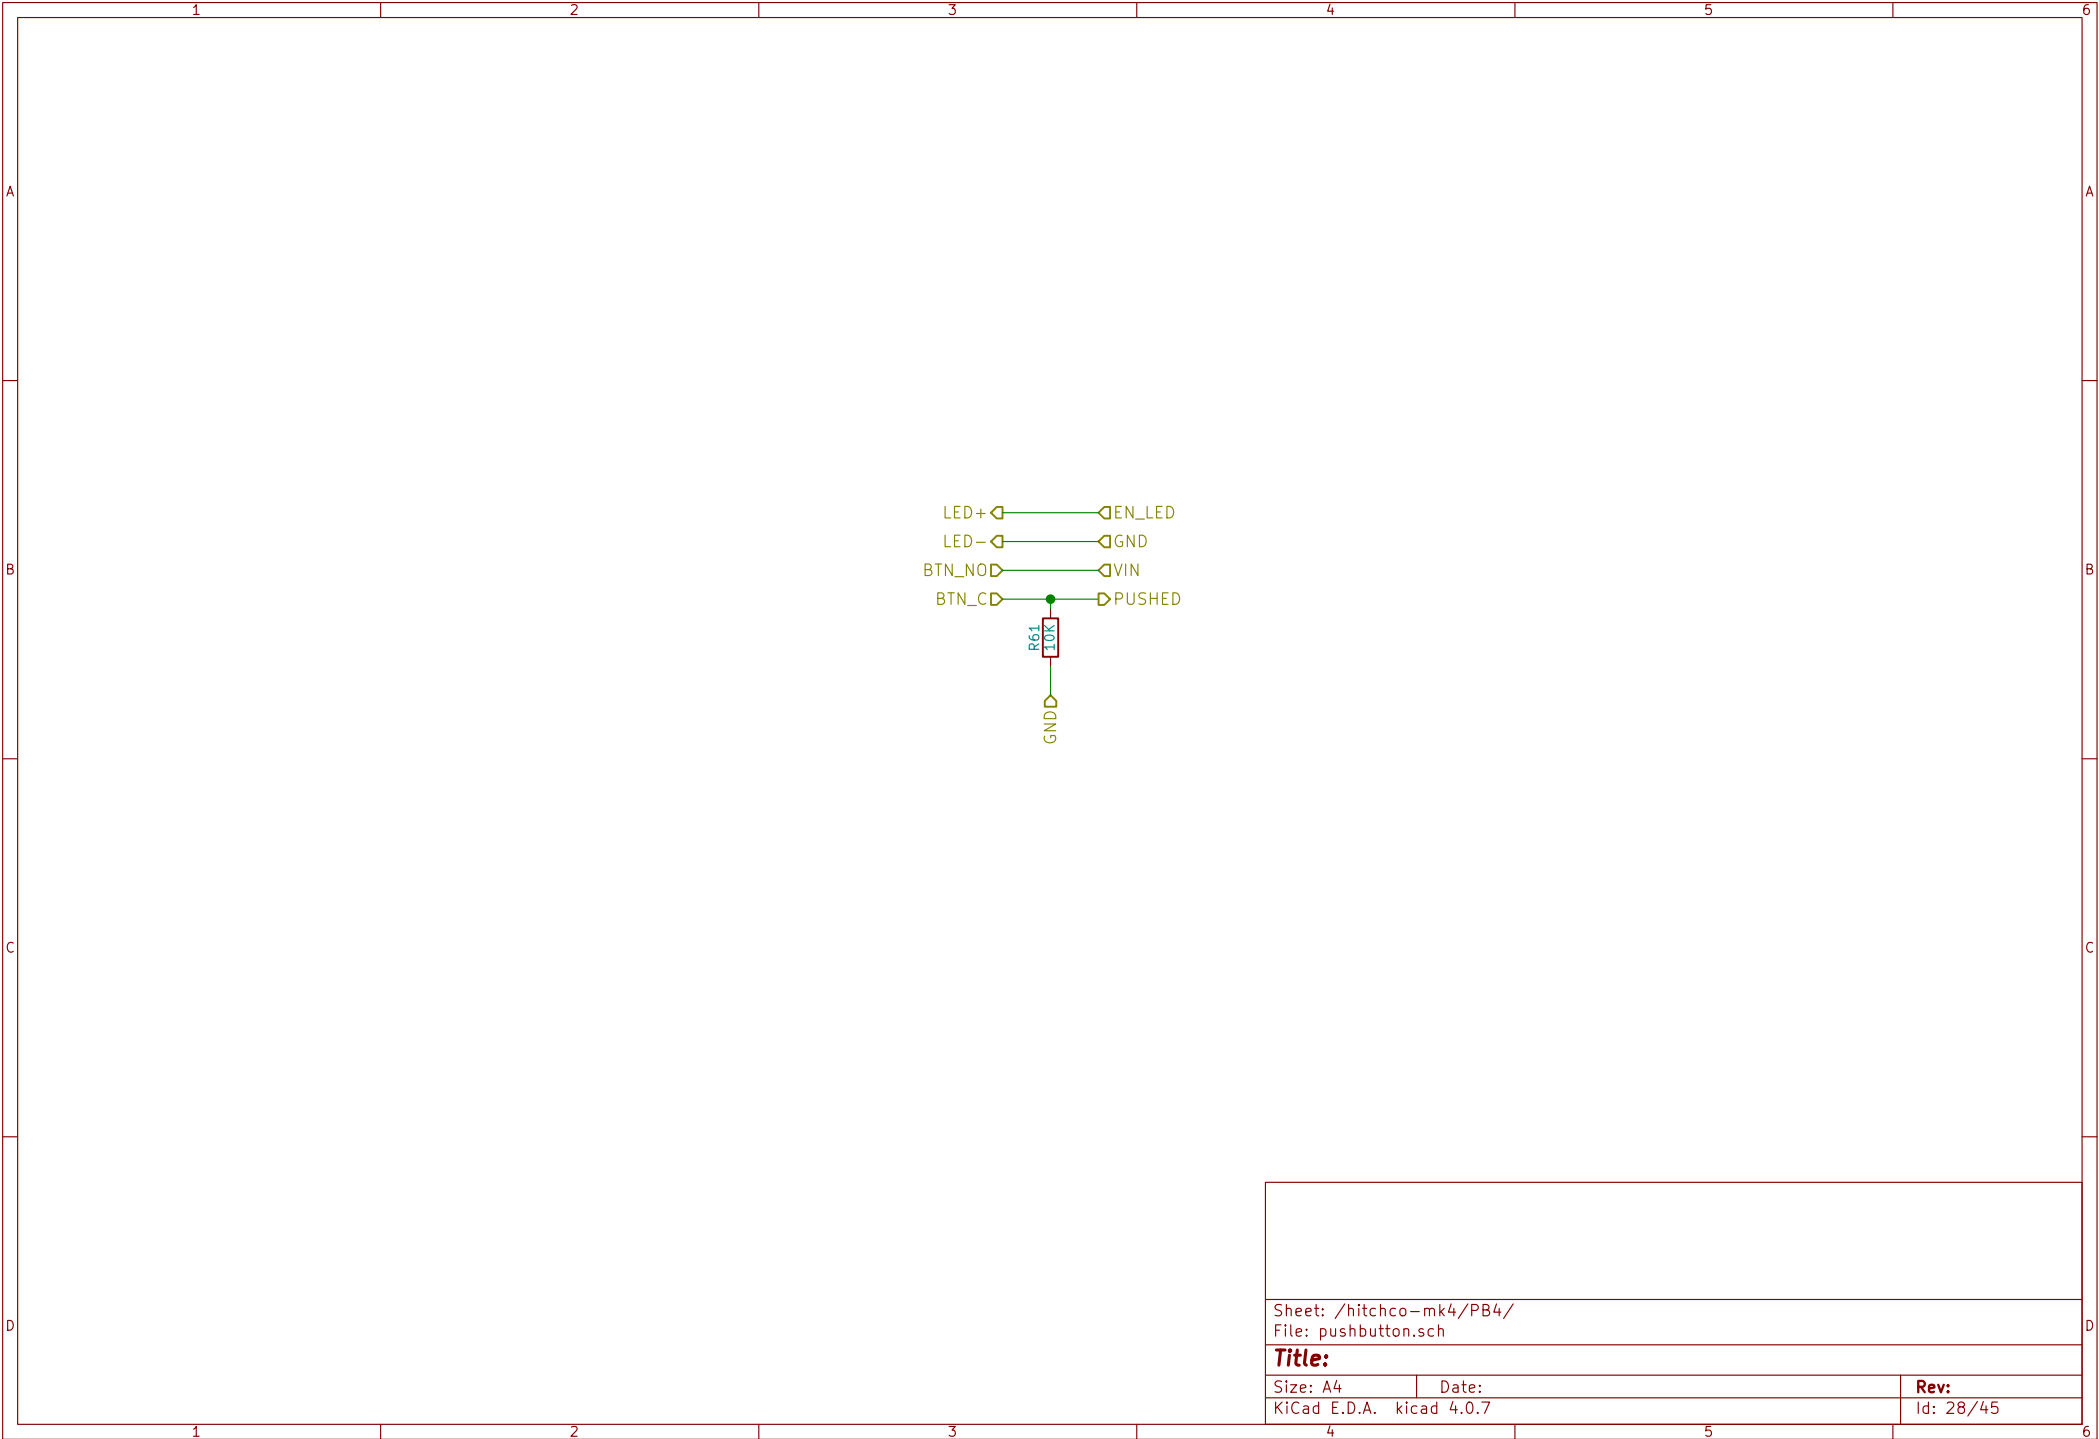 1 2 3 4 5 6
A A
LED+ EN_LED
LED- GND
B B
BTN_NO VIN
BTN_C PUSHED
R61
10K
GND
C C
Sheet: /hitchco-mk4/PB4/
File: pushbutton.sch
D D
Title:
Size: A4 Date: Rev:
KiCad E.D.A. kicad 4.0.7 Id: 28/45
1 2 3 4 5 6